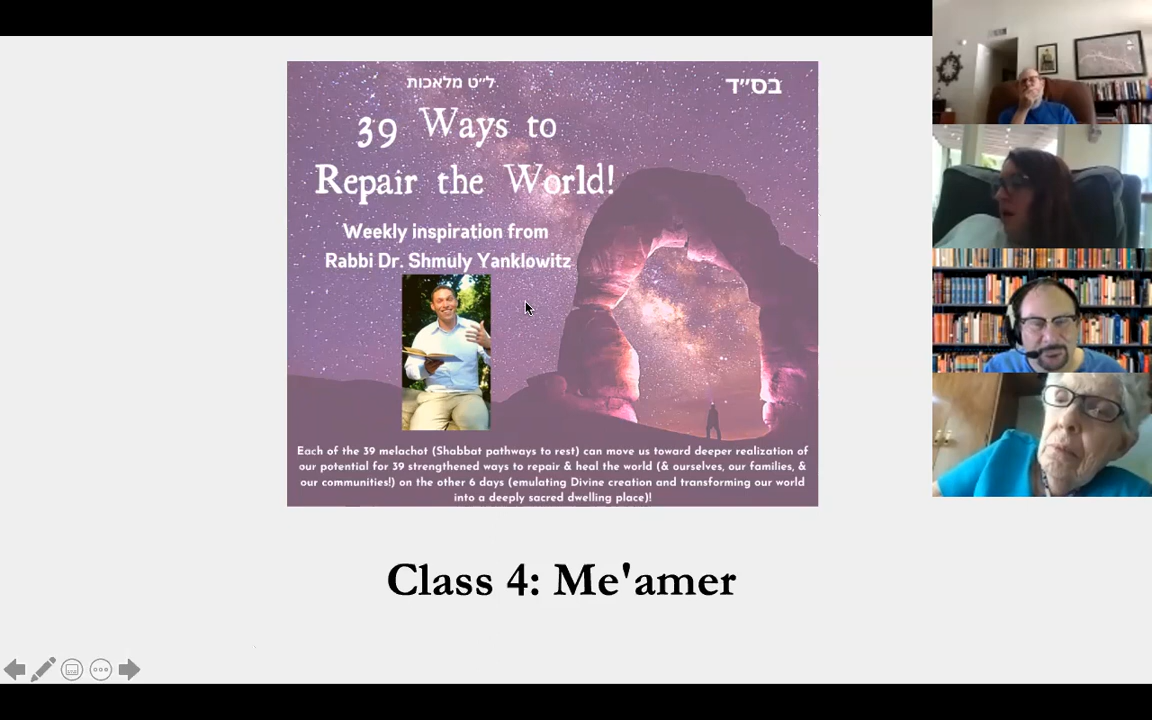 ל״ט מלאכות
בס״ד
39 Ways to
Repair the World!
Weekly inspiration from
Rabbi Dr. Shmuly Yanklowitz
Each of the 39 melachot (Shabbat pathways to rest) can move us toward deeper realization of
our potential for 39 strengthened ways to repair & heal the world (& ourselves, our families, &
our communities!) on the other 6 days (emulating Divine creation and transforming our world
into a deeply sacred dwelling place)!
Class 4: Me'amer